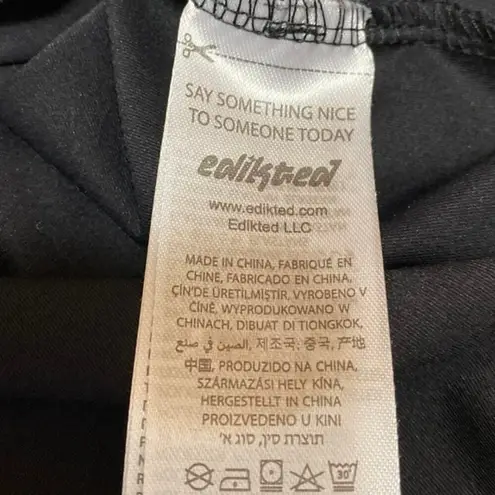 SAY SOMETHING NICE
TO SOMEONE TODAY
edikted
www.edikted.com
Edikted LLC
MADE IN CHINA, FABRIQUÉ EN
CHINE, FABRICADO EN CHINA,
ÇİN'DE ÜRETİLMİŞTİR, VYROBENO V
ČÍNĚ, WYPRODUKOWANO W
CHINACH, DIBUAT DI TIONGKOK,
الصين في صنع, 제조국: 중국, 产地
中国, PRODUZIDO NA CHINA,
SZÁRMAZÁSI HELY KÍNA,
HERGESTELLT IN CHINA
PROIZVEDENO U KINI
תוצרת סין, סוג א'
30°